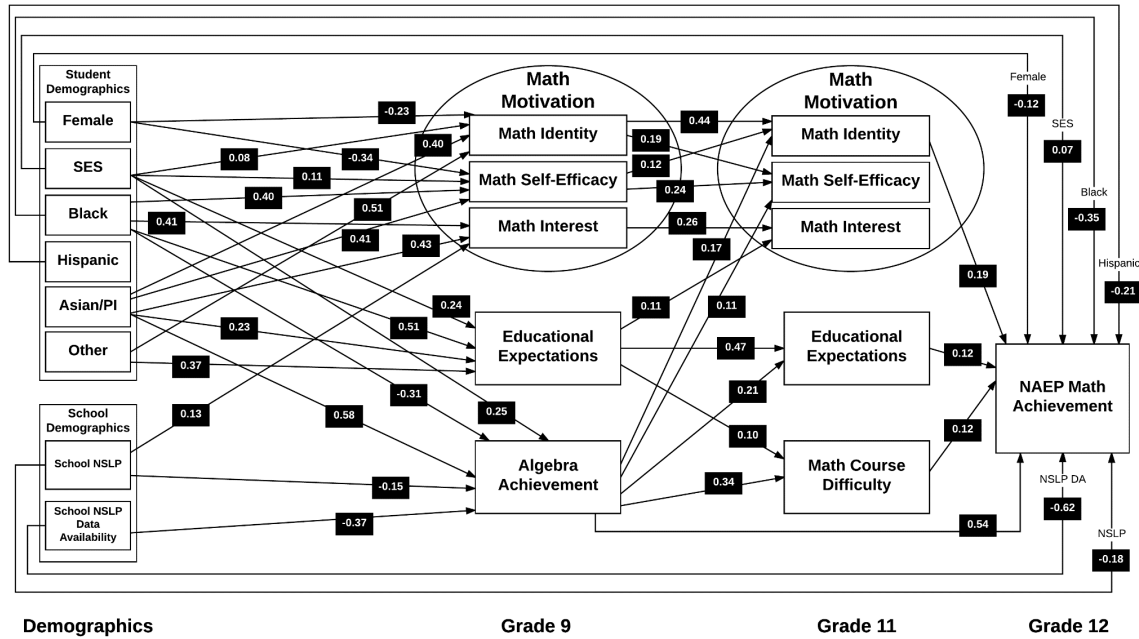 Student
Demographics
Female
SES
Black
Hispanic
Asian/PI
Other
School
Demographics
School NSLP
School NSLP
Data
Availability
-0.23
0.08
-0.34
0.40
0.11
0.40
0.51
0.41
0.41
0.43
0.24
0.51
0.23
0.37
-0.31
0.25
0.13
0.58
-0.15
-0.37
Math
Motivation
Math Identity
Math Self-Efficacy
Math Interest
Educational
Expectations
Algebra
Achievement
0.44
0.19
0.12
0.24
0.26
0.17
0.11
0.11
0.47
0.21
0.10
0.34
Math
Motivation
Math Identity
Math Self-Efficacy
Math Interest
Educational
Expectations
Math Course
Difficulty
0.19
0.12
0.12
0.54
Female
-0.12
SES
0.07
Black
-0.35
Hispanic
-0.21
NAEP Math
Achievement
NSLP DA
-0.62
NSLP
-0.18
Demographics
Grade 9
Grade 11
Grade 12